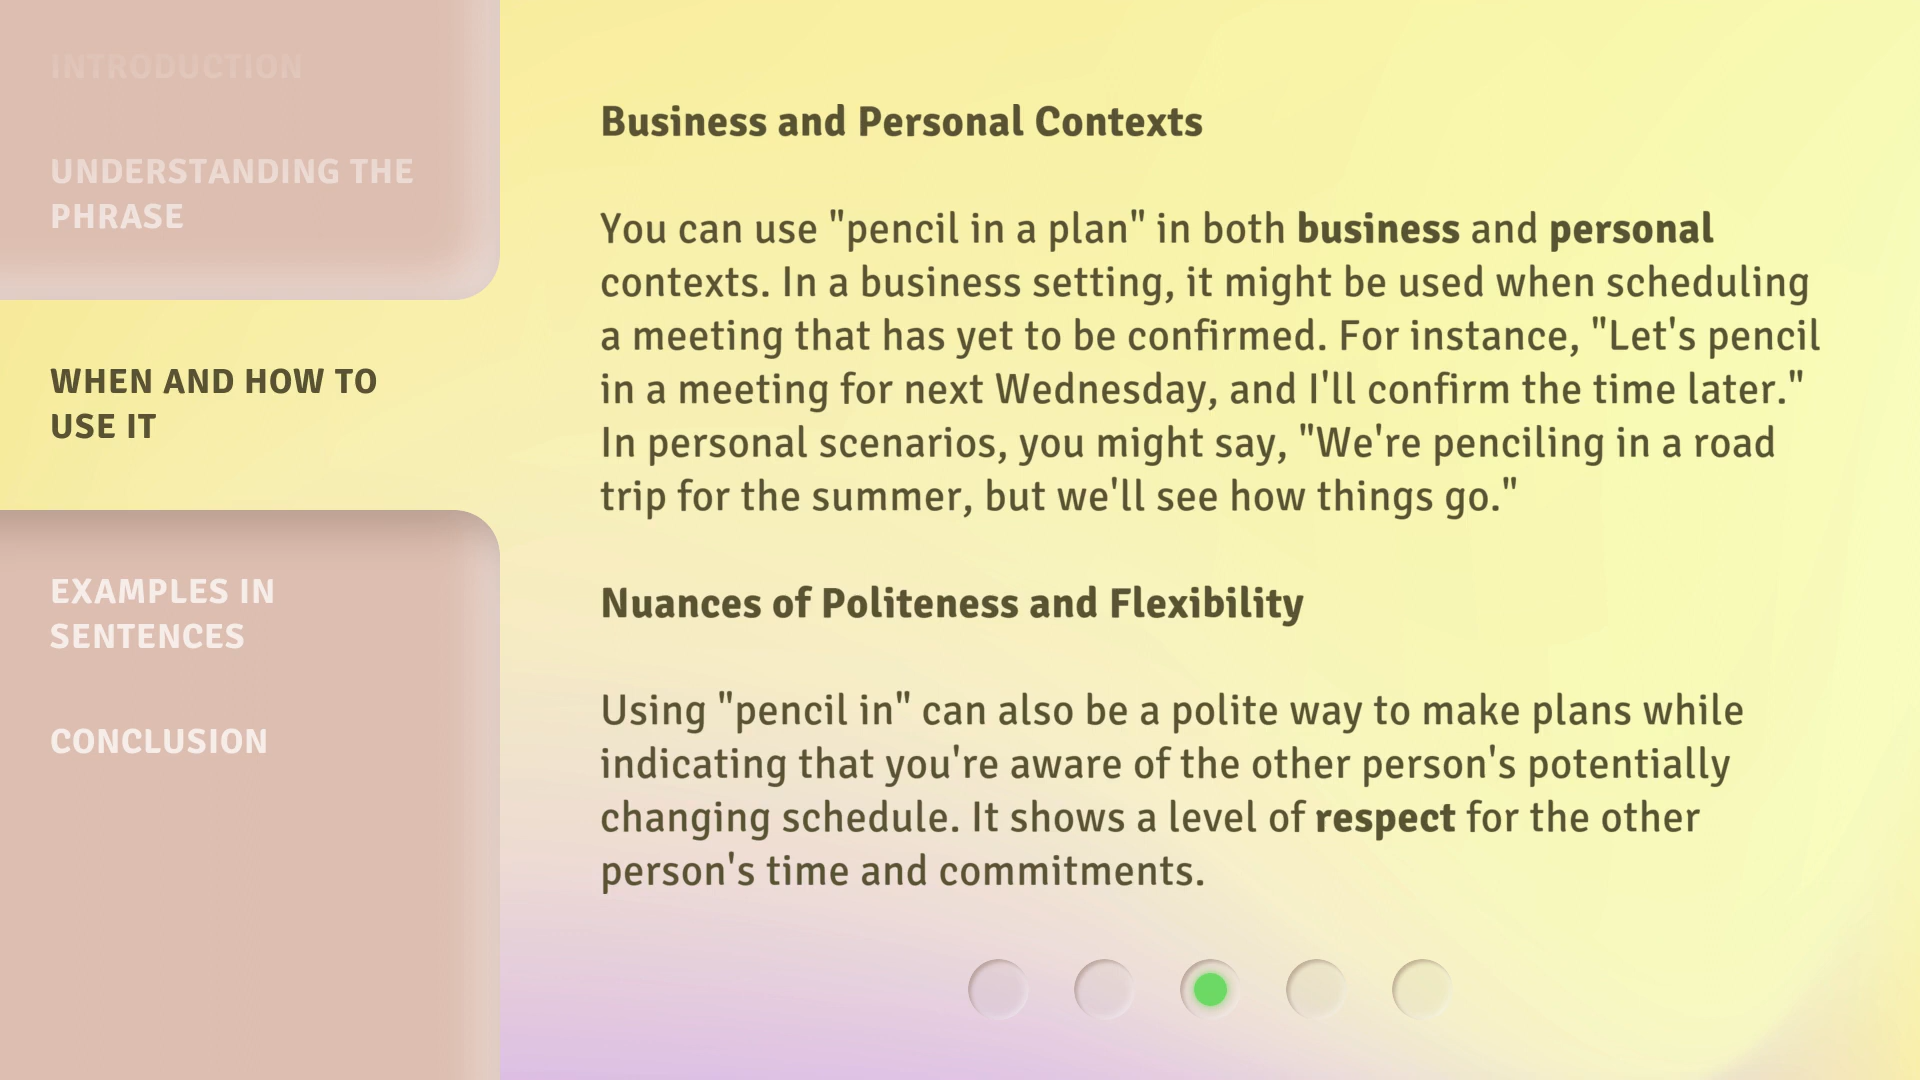 INTRODUCTION
UNDERSTANDING THE
PHRASE
WHEN AND HOW TO
USE IT
EXAMPLES IN
SENTENCES
CONCLUSION
Business and Personal Contexts
You can use "pencil in a plan" in both business and personal
contexts. In a business setting, it might be used when scheduling
a meeting that has yet to be confirmed. For instance, "Let's pencil
in a meeting for next Wednesday, and I'll confirm the time later."
In personal scenarios, you might say, "We're penciling in a road
trip for the summer, but we'll see how things go."
Nuances of Politeness and Flexibility
Using "pencil in" can also be a polite way to make plans while
indicating that you're aware of the other person's potentially
changing schedule. It shows a level of respect for the other
person's time and commitments.